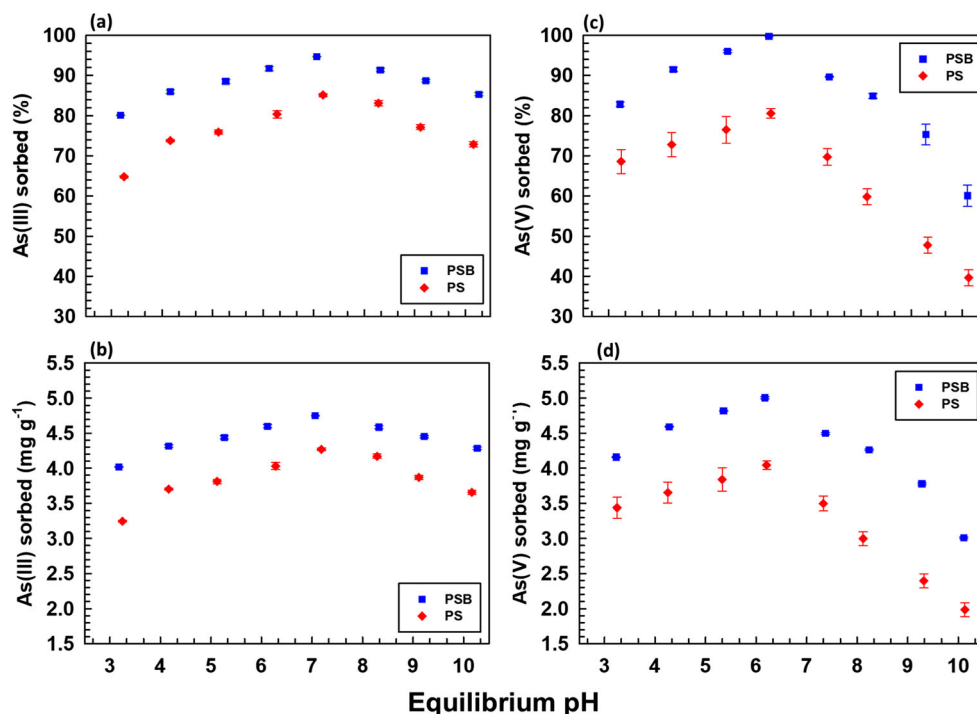 (a)
100
90
80
70
60
50
40
30
As(III) sorbed (%)
PSB
PS
(c)
100
90
80
70
60
50
40
30
As(V) sorbed (%)
PSB
PS
(b)
5.5
5.0
4.5
4.0
3.5
3.0
2.5
2.0
1.5
As(III) sorbed (mg g⁻¹)
PSB
PS
3 4 5 6 7 8 9 10
(d)
5.5
5.0
4.5
4.0
3.5
3.0
2.5
2.0
1.5
As(V) sorbed (mg g⁻¹)
PSB
PS
3 4 5 6 7 8 9 10
Equilibrium pH